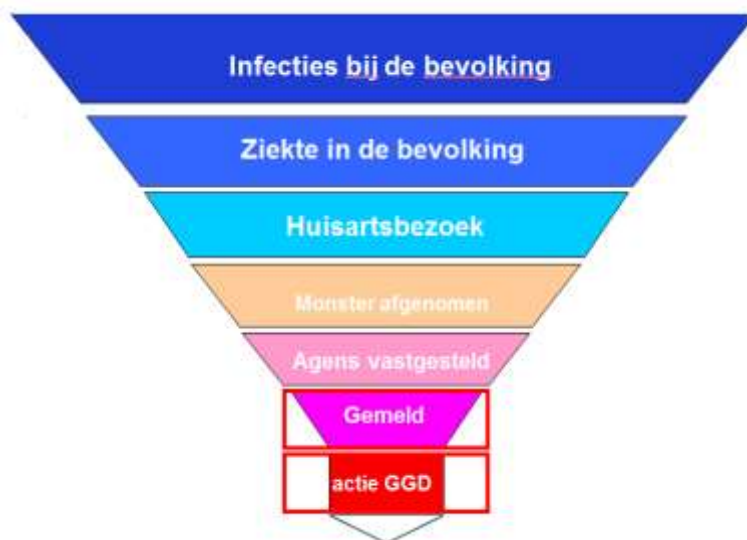 Infecties bij de bevolking
Ziekte in de bevolking
Huisartsbezoek
Monster afgenomen
Agens vastgesteld
Gemeld
actie GGD